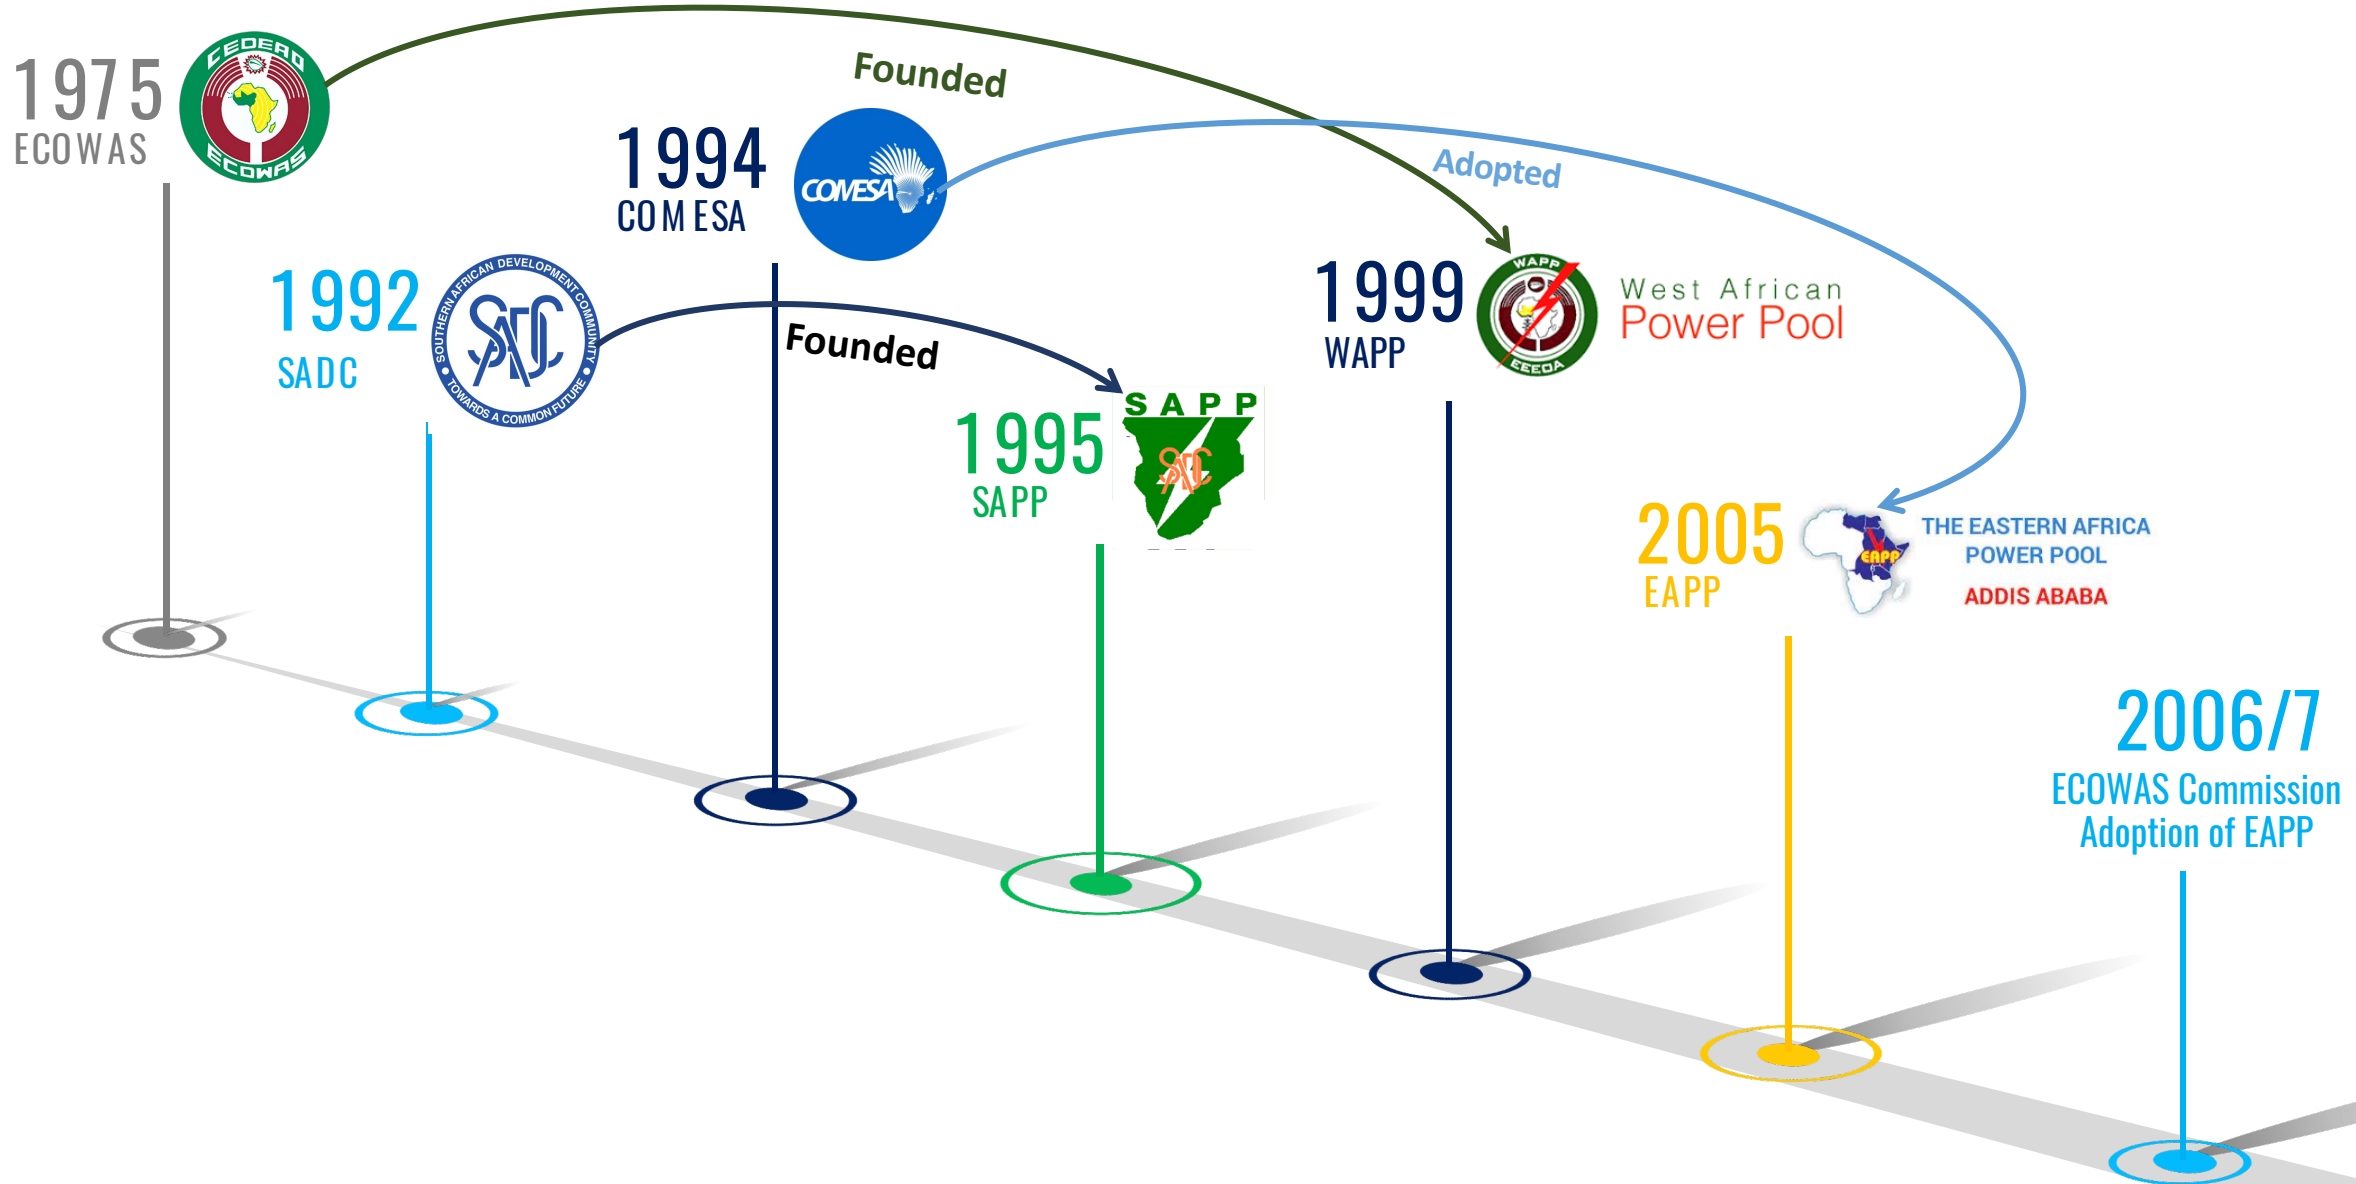 1975
ECOWAS
CEDEAO
ECOWAS
Founded
1994
COMESA
COMESA
Adopted
1992
SADC
SOUTHERN AFRICAN DEVELOPMENT COMMUNITY
SADC
TOWARDS A COMMON FUTURE
Founded
1999
WAPP
WAPP
EEEOA
West African
Power Pool
1995
SAPP
SAPP
SADC
2005
EAPP
EAPP
THE EASTERN AFRICA
POWER POOL
ADDIS ABABA
2006/7
ECOWAS Commission
Adoption of EAPP